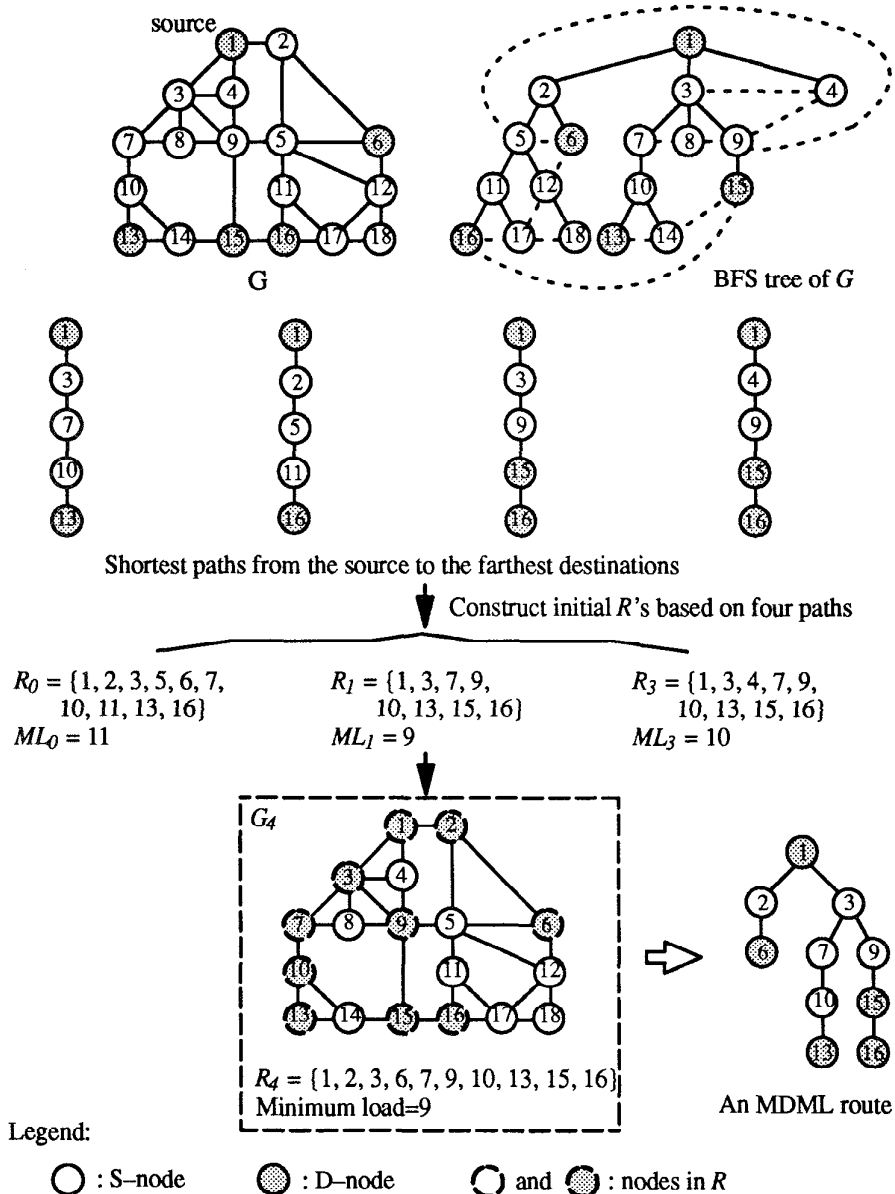 source
1 2
3 4
7 8 9 5 6
10 11 12
13 14 15 16 17 18
G
1
2 3 4
5 6 7 8 9
11 12 10 15
16 17 18 13 14
BFS tree of G
1 1 1 1
3 2 3 4
7 5 9 9
10 11 15 15
13 16 16 16
Shortest paths from the source to the farthest destinations
Construct initial R's based on four paths
R0 = {1, 2, 3, 5, 6, 7,
10, 11, 13, 16}
ML0 = 11
R1 = {1, 3, 7, 9,
10, 13, 15, 16}
ML1 = 9
R3 = {1, 3, 4, 7, 9,
10, 13, 15, 16}
ML3 = 10
G4
1 2
3 4
7 8 9 5 6
10 11 12
13 14 15 16 17 18
R4 = {1, 2, 3, 6, 7, 9, 10, 13, 15, 16}
Minimum load=9
1
2 3
6 7 9
10 15
13 16
An MDML route
Legend:
: S–node : D–node and : nodes in R